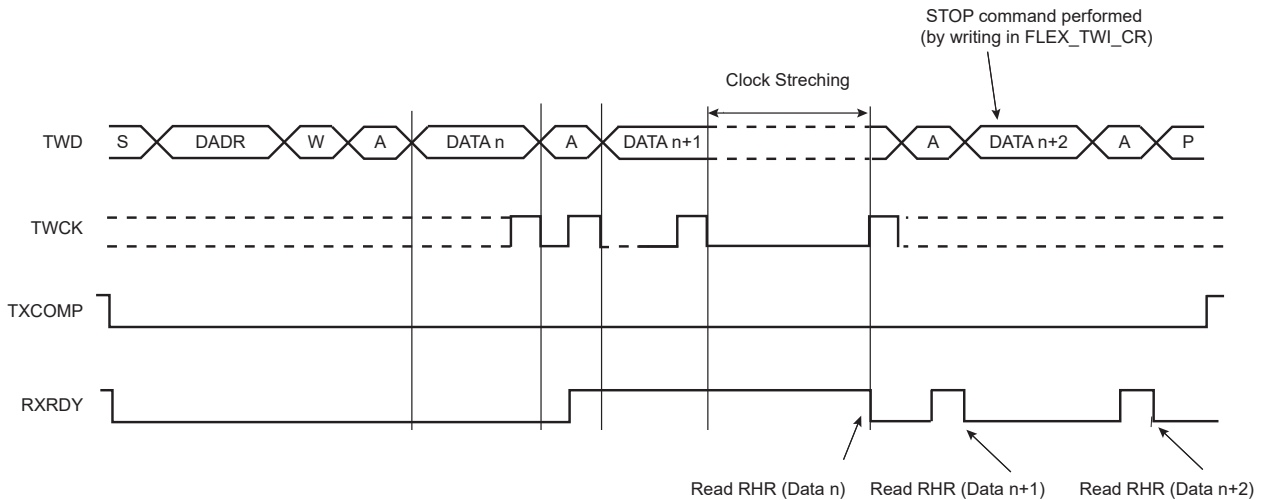 STOP command performed
(by writing in FLEX_TWI_CR)
Clock Streching
TWD S DADR W A DATA n A DATA n+1 A DATA n+2 A P
TWCK
TXCOMP
RXRDY
Read RHR (Data n) Read RHR (Data n+1) Read RHR (Data n+2)